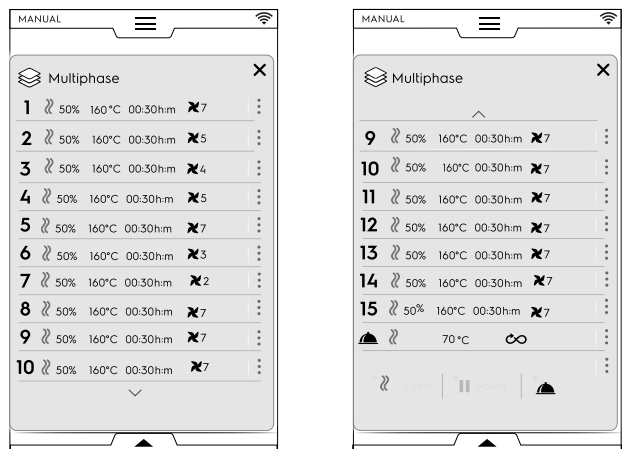 MANUAL
Multiphase
1 50% 160°C 00:30h:m 7
2 50% 160°C 00:30h:m 5
3 50% 160°C 00:30h:m 4
4 50% 160°C 00:30h:m 5
5 50% 160°C 00:30h:m 7
6 50% 160°C 00:30h:m 3
7 50% 160°C 00:30h:m 2
8 50% 160°C 00:30h:m 7
9 50% 160°C 00:30h:m 7
10 50% 160°C 00:30h:m 7
MANUAL
Multiphase
9 50% 160°C 00:30h:m 7
10 50% 160°C 00:30h:m 7
11 50% 160°C 00:30h:m 7
12 50% 160°C 00:30h:m 7
13 50% 160°C 00:30h:m 7
14 50% 160°C 00:30h:m 7
15 50% 160°C 00:30h:m 7
70°C
Cycle Pause